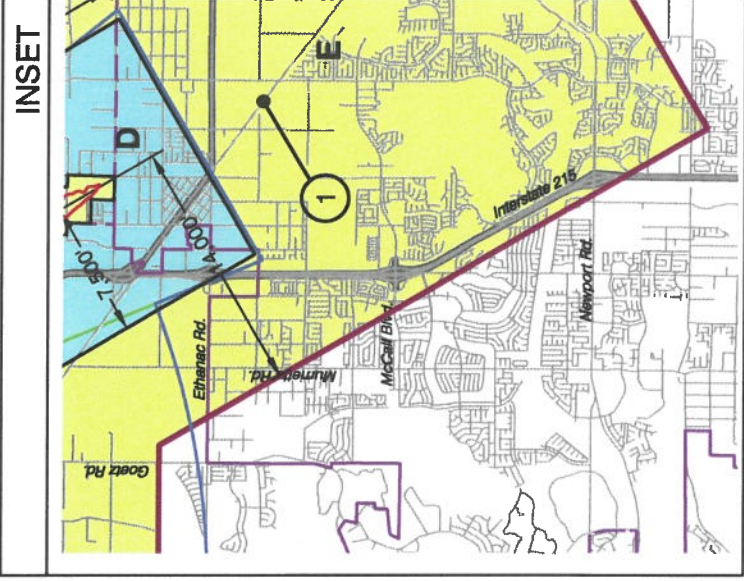 INSET
D
E
1
7,500'
14,000'
Interstate 215
Ethanac Rd.
Murrieta Rd.
McCall Blvd.
Newport Rd.
Goetz Rd.